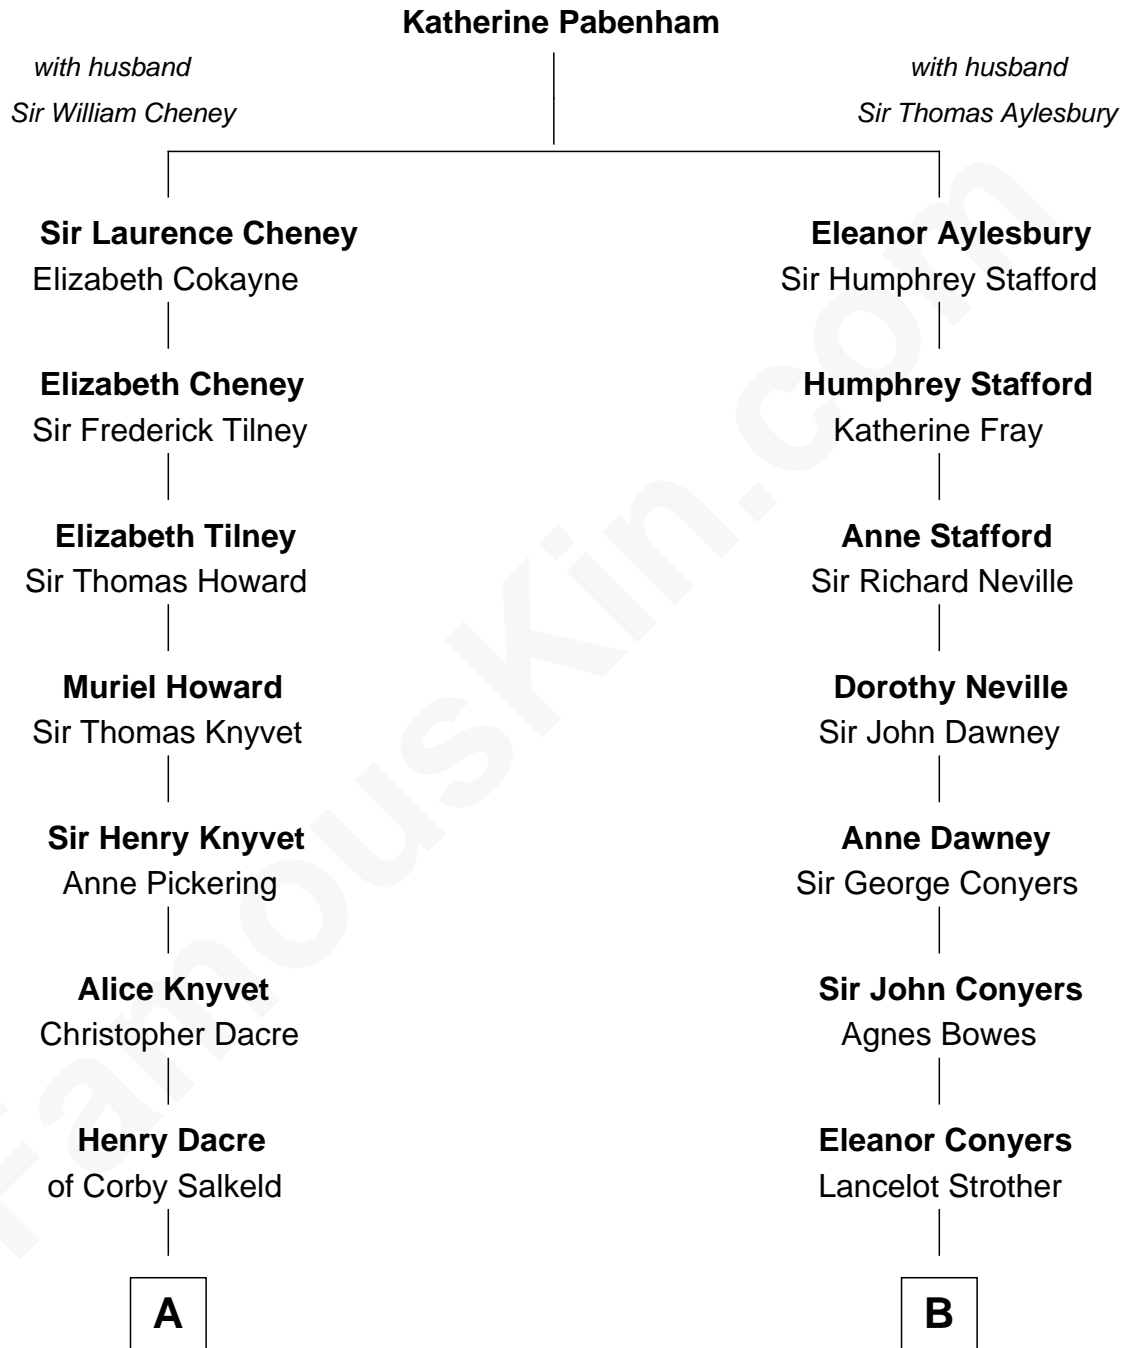 Katherine Pabenham
with husband
Sir William Cheney
with husband
Sir Thomas Aylesbury
Sir Laurence Cheney
Elizabeth Cokayne
Elizabeth Cheney
Sir Frederick Tilney
Elizabeth Tilney
Sir Thomas Howard
Muriel Howard
Sir Thomas Knyvet
Sir Henry Knyvet
Anne Pickering
Alice Knyvet
Christopher Dacre
Henry Dacre
of Corby Salkeld
A
Eleanor Aylesbury
Sir Humphrey Stafford
Humphrey Stafford
Katherine Fray
Anne Stafford
Sir Richard Neville
Dorothy Neville
Sir John Dawney
Anne Dawney
Sir George Conyers
Sir John Conyers
Agnes Bowes
Eleanor Conyers
Lancelot Strother
B
FamousKin.com